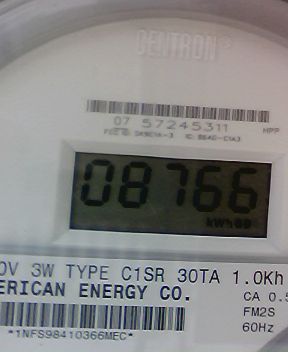 CENTRON®
07 57245311
HPP
08766
kWh
0V 3W TYPE C1SR 30TA 1.0Kh
ERICAN ENERGY CO.
CA 0.5
FM2S
60Hz
*1NFS98410366MEC*